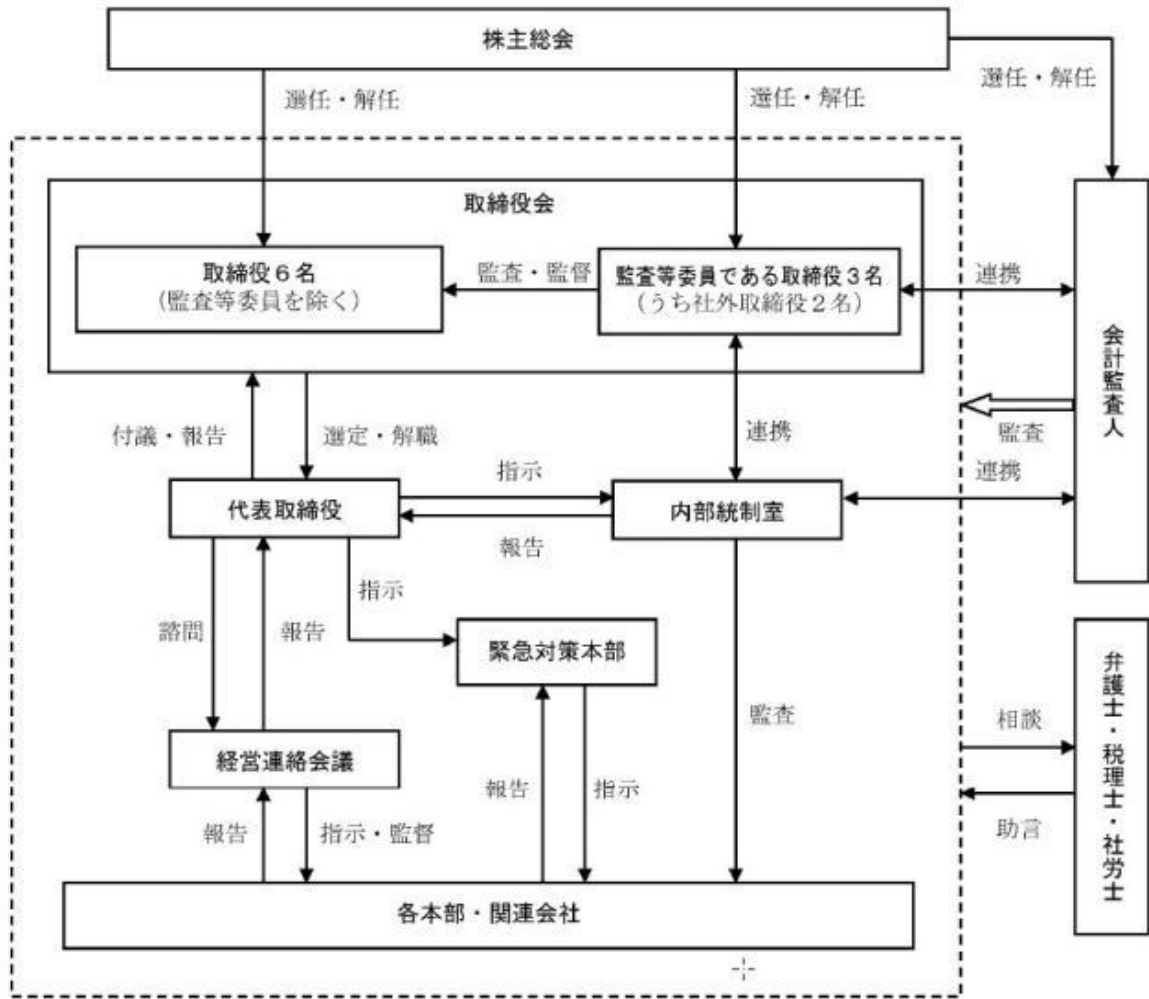 株主総会
選任・解任
選任・解任
選任・解任
取締役会
取締役6名
(監査等委員を除く)
監査・監督
監査等委員である取締役3名
(うち社外取締役2名)
連携
会計監査人
監査
連携
付議・報告
選定・解職
連携
指示
代表取締役
内部統制室
報告
指示
諮問
報告
緊急対策本部
弁護士・税理士・社労士
監査
相談
経営連絡会議
報告
指示
助言
報告
指示・監督
各本部・関連会社